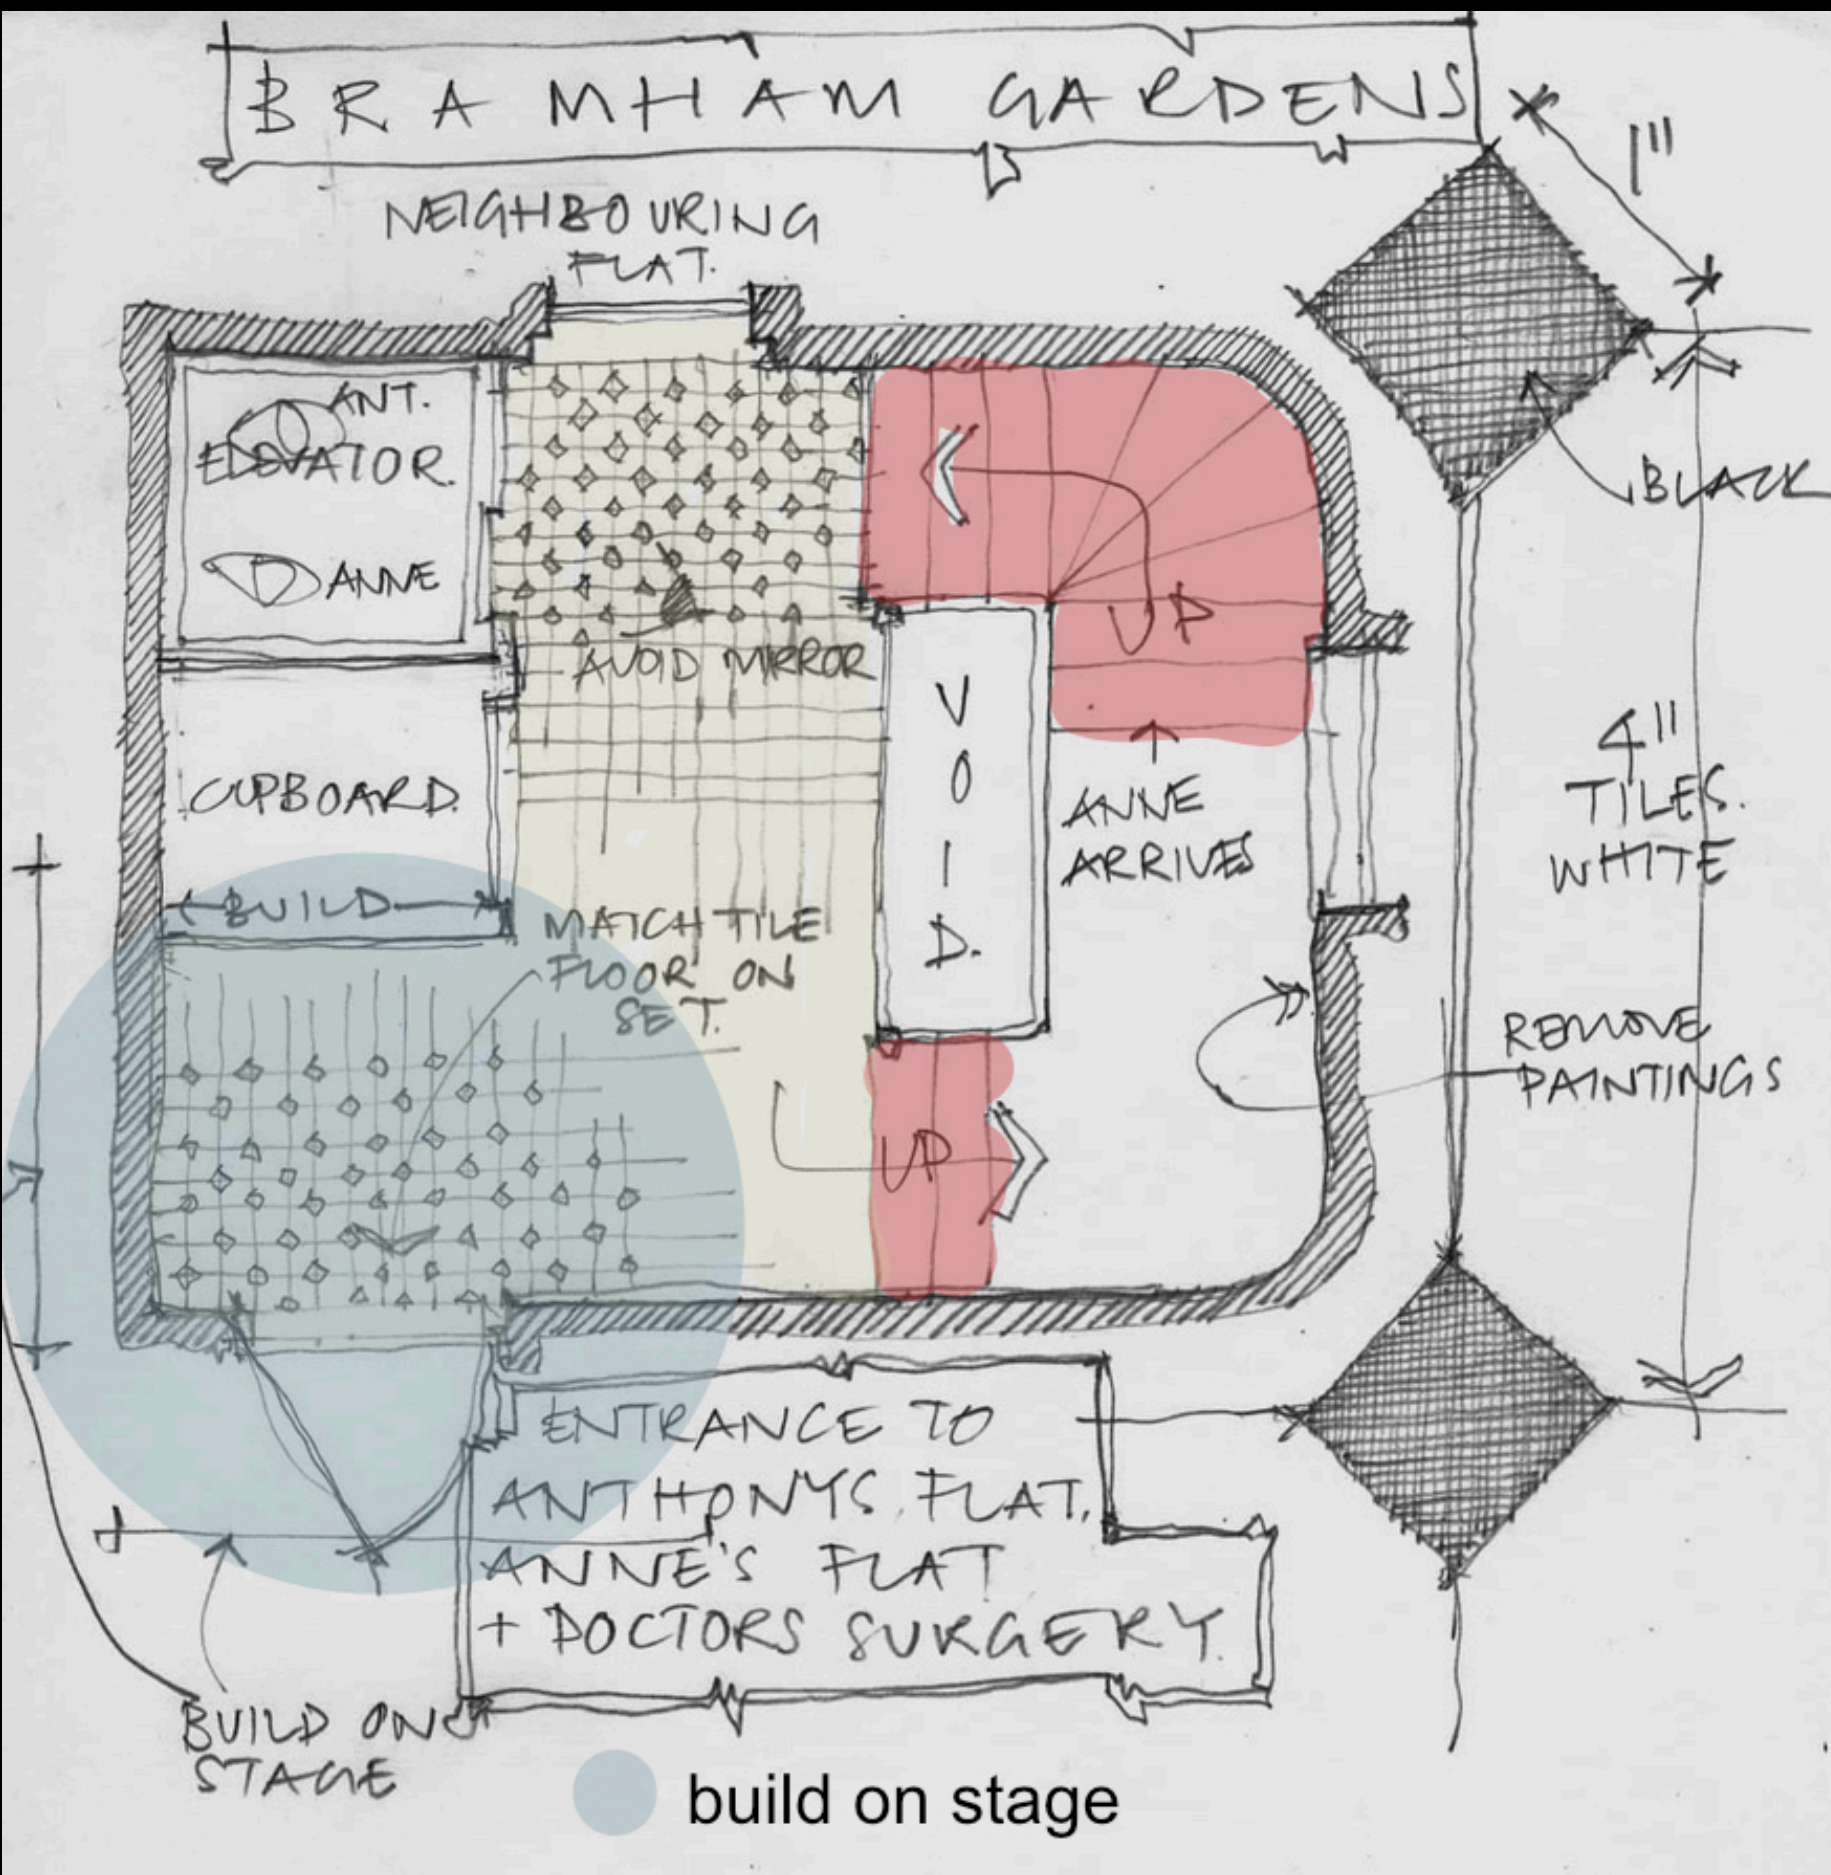 BRAMHAM GARDENS
1"
NEIGHBOURING
FLAT.
ANT.
ELEVATOR.
ANNE
BLACK
UP
AVOID MIRROR
VOID.
CUPBOARD.
ANNE
ARRIVES
4"
TILES.
WHITE
BUILD
MATCH TILE
FLOOR ON
SET.
REMOVE
PAINTINGS
UP
ENTRANCE TO
ANTHONYS FLAT,
ANNE'S FLAT
+ DOCTORS SURGERY.
BUILD ON
STAGE
build on stage